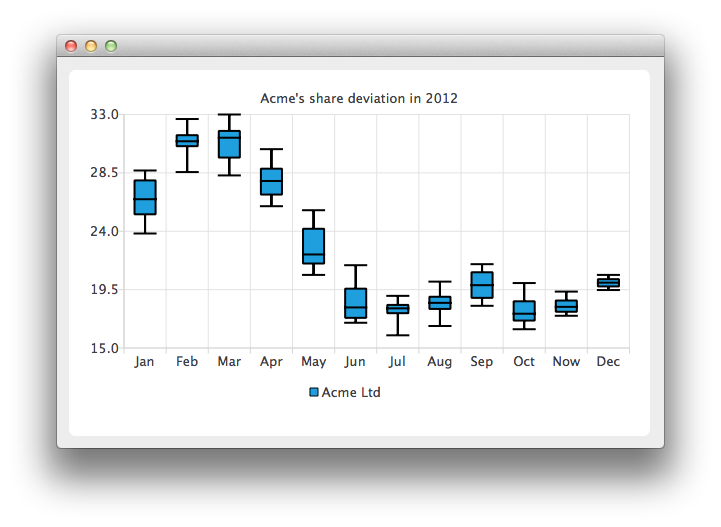 Acme's share deviation in 2012
33.0
28.5
24.0
19.5
15.0
Jan Feb Mar Apr May Jun Jul Aug Sep Oct Now Dec
Acme Ltd